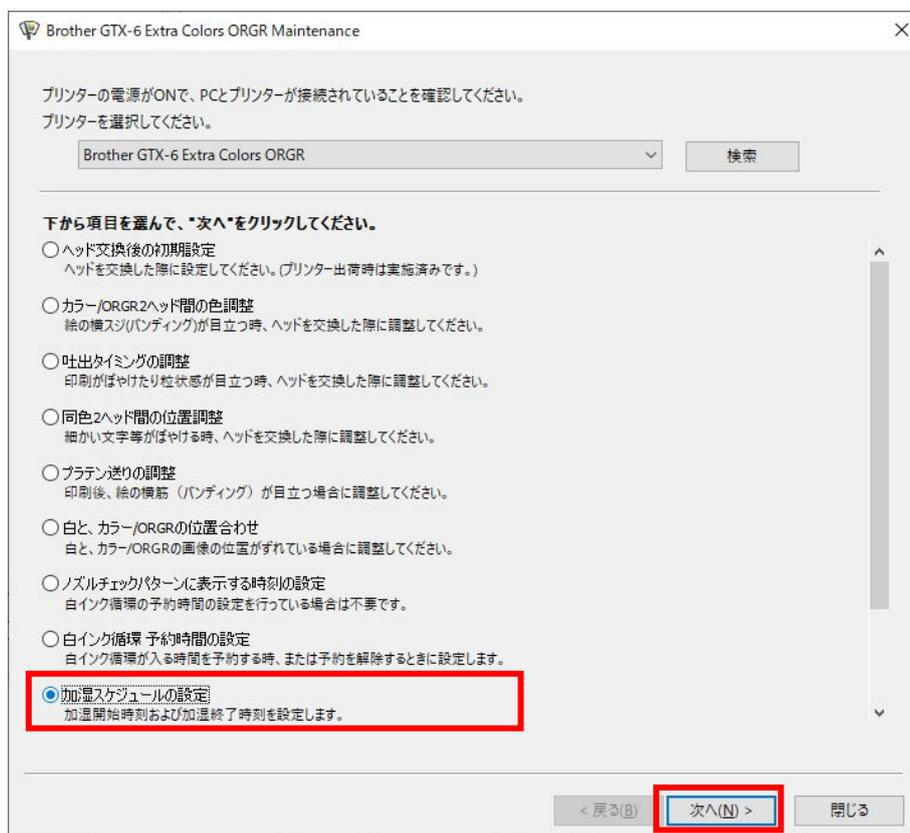 Brother GTX-6 Extra Colors ORGR Maintenance
プリンターの電源がONで、PCとプリンターが接続されていることを確認してください。
プリンターを選択してください。
Brother GTX-6 Extra Colors ORGR
検索
下から項目を選んで、"次へ"をクリックしてください。
ヘッド交換後の初期設定
ヘッドを交換した際に設定してください。(プリンター出荷時は実施済みです。)
カラー/ORGR2ヘッド間の色調整
絵の横スジ(バンディング)が目立つ時、ヘッドを交換した際に調整してください。
吐出タイミングの調整
印刷がぼやけたり粒状感が目立つ時、ヘッドを交換した際に調整してください。
同色2ヘッド間の位置調整
細かい文字等がぼやける時、ヘッドを交換した際に調整してください。
プラテン送りの調整
印刷後、絵の横筋（バンディング）が目立つ場合に調整してください。
白と、カラー/ORGRの位置合わせ
白と、カラー/ORGRの画像の位置がずれている場合に調整してください。
ノズルチェックパターンに表示する時刻の設定
白インク循環の予約時間の設定を行っている場合は不要です。
白インク循環 予約時間の設定
白インク循環が入る時間を予約する時、または予約を解除するときに設定します。
加湿スケジュールの設定
加湿開始時刻および加湿終了時刻を設定します。
< 戻る(B)
次へ(N) >
閉じる